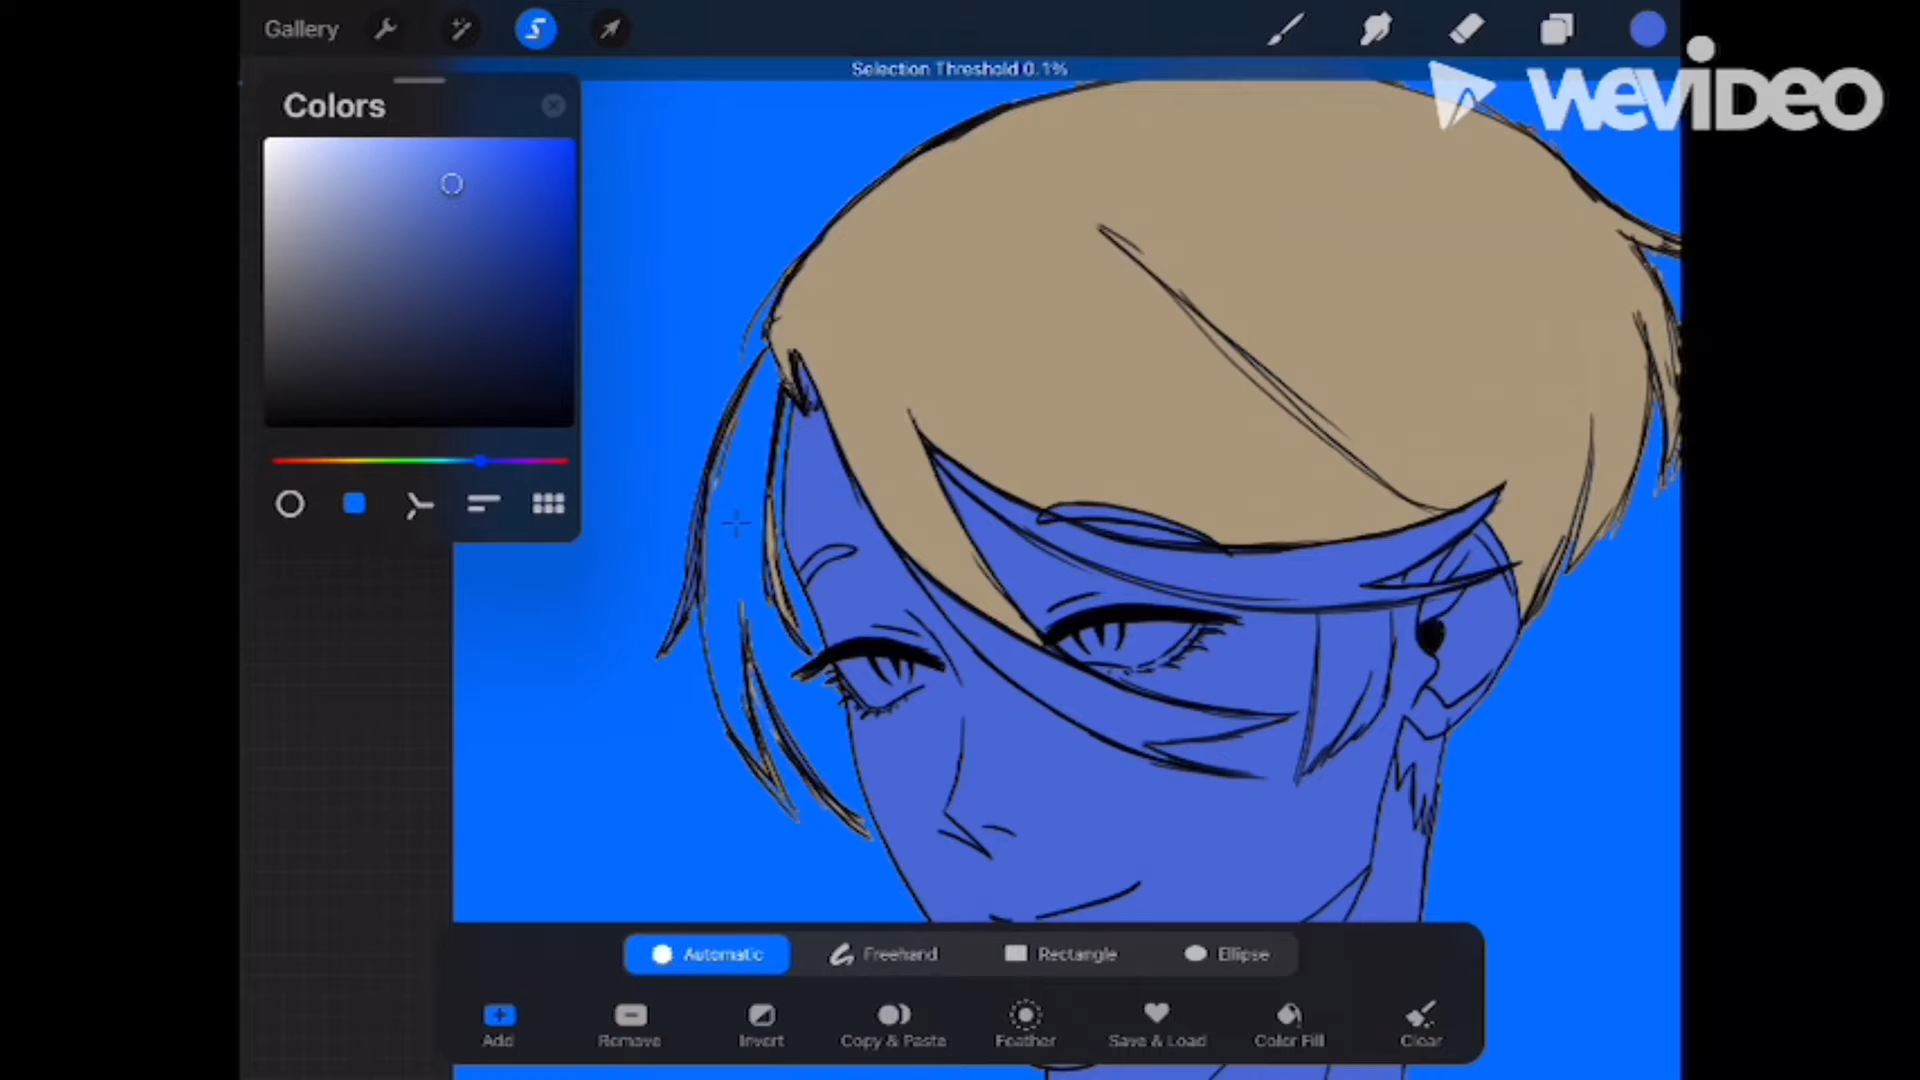 Gallery
Selection Threshold 0.1%
WEVIDEO
Colors
Automatic
Freehand
Rectangle
Ellipse
Add
Remove
Invert
Copy & Paste
Feather
Save & Load
Color Fill
Clear